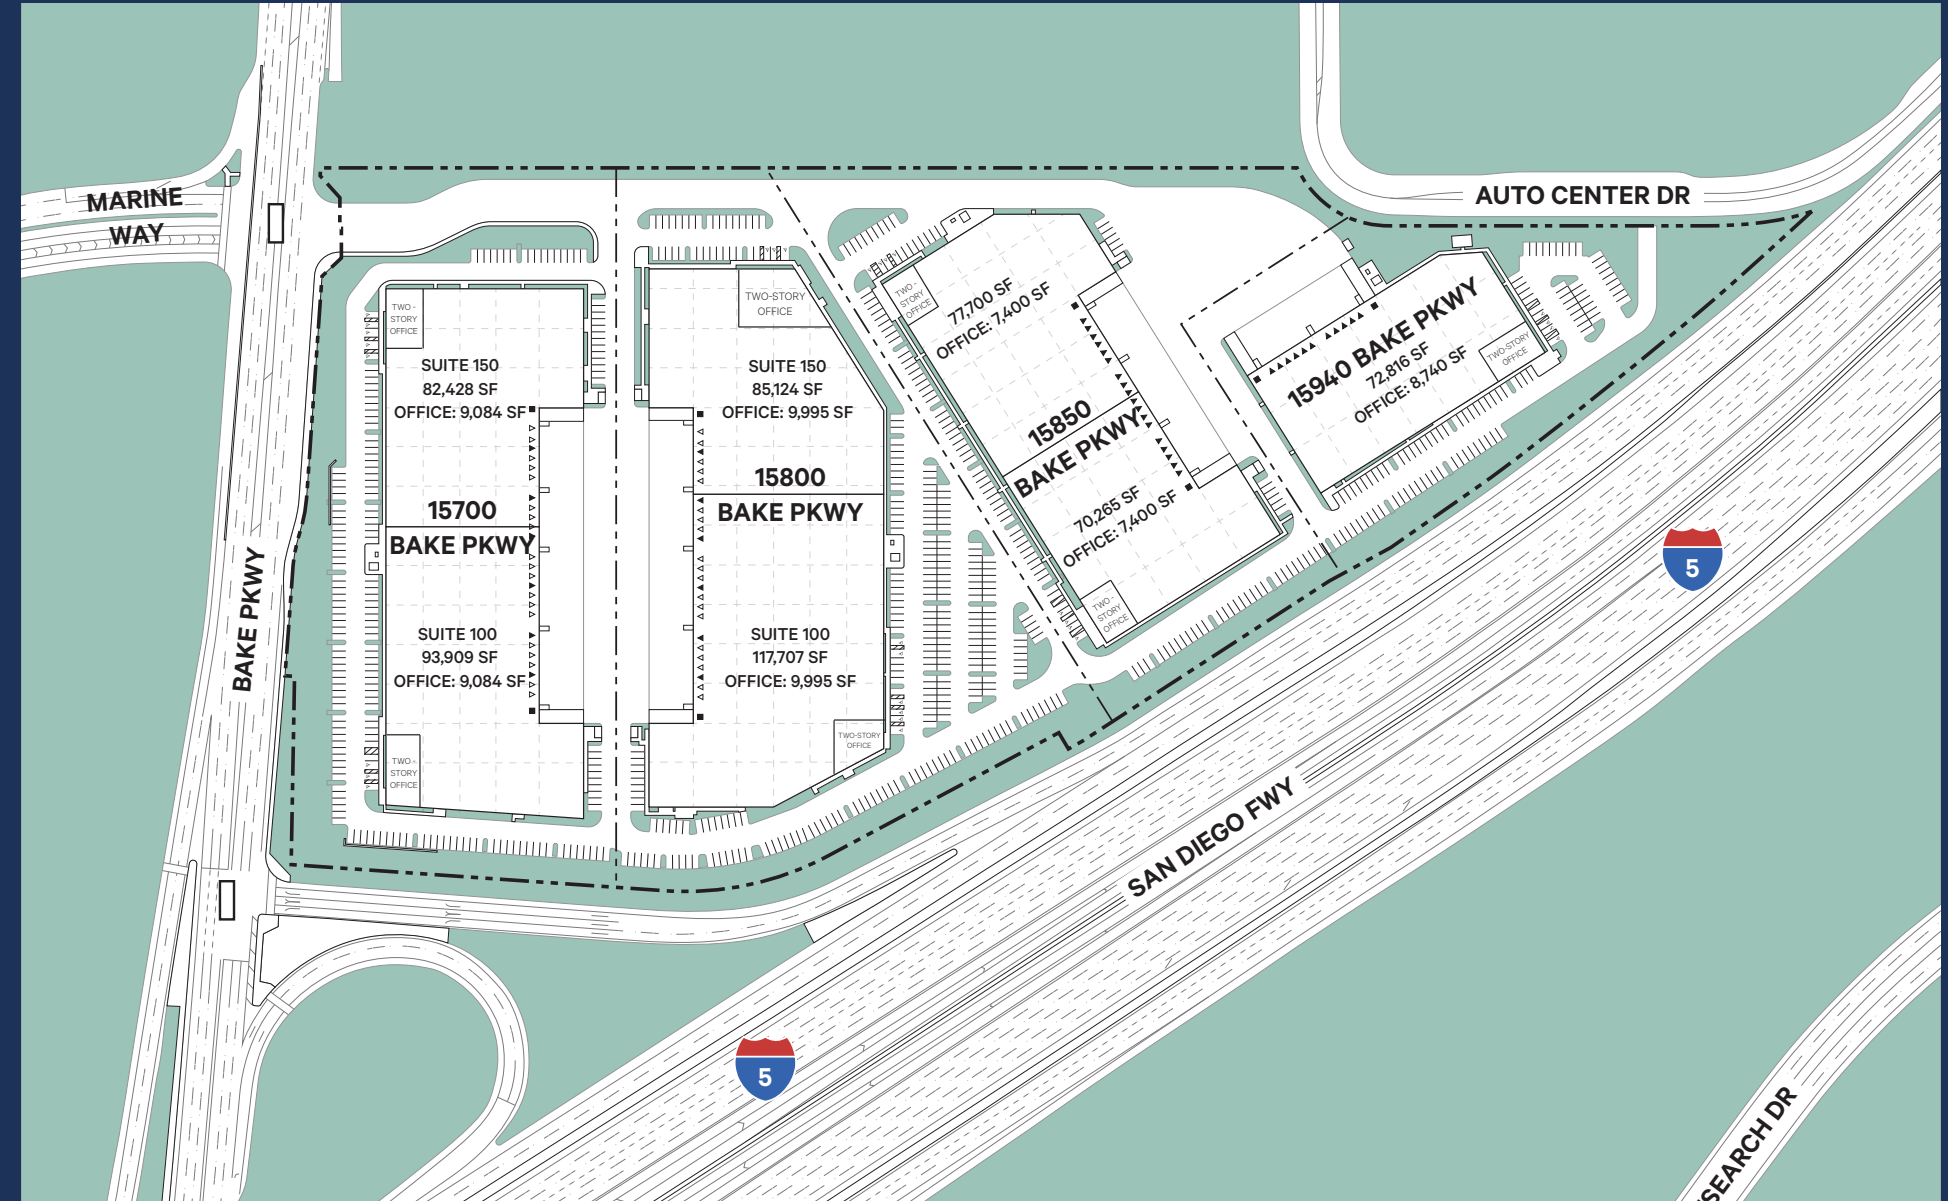 MARINE
WAY
BAKE PKWY
AUTO CENTER DR
TWO -
STORY
OFFICE
SUITE 150
82,428 SF
OFFICE: 9,084 SF
15700
BAKE PKWY
SUITE 100
93,909 SF
OFFICE: 9,084 SF
TWO -
STORY
OFFICE
TWO-STORY
OFFICE
SUITE 150
85,124 SF
OFFICE: 9,995 SF
15800
BAKE PKWY
SUITE 100
117,707 SF
OFFICE: 9,995 SF
TWO-STORY
OFFICE
TWO -
STORY
OFFICE
77,700 SF
OFFICE: 7,400 SF
15850
BAKE PKWY
70,265 SF
OFFICE: 7,400 SF
TWO -
STORY
OFFICE
15940 BAKE PKWY
72,816 SF
OFFICE: 8,740 SF
TWO-STORY
OFFICE
5
SAN DIEGO FWY
5
SEARCH DR